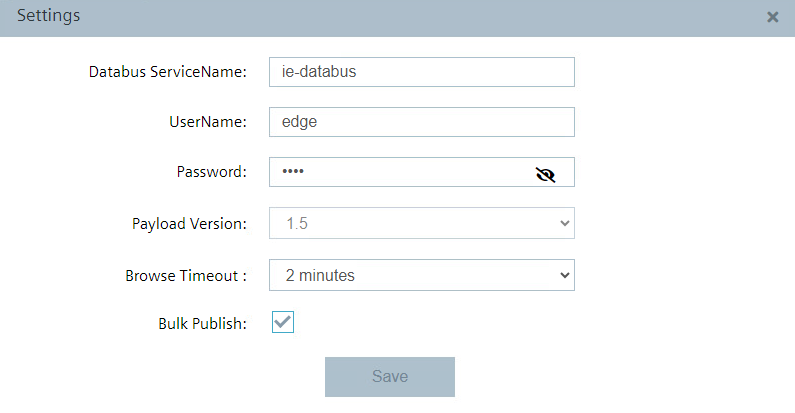 Settings
Databus ServiceName: ie-databus
UserName: edge
Password: ••••
Payload Version: 1.5
Browse Timeout : 2 minutes
Bulk Publish:
Save